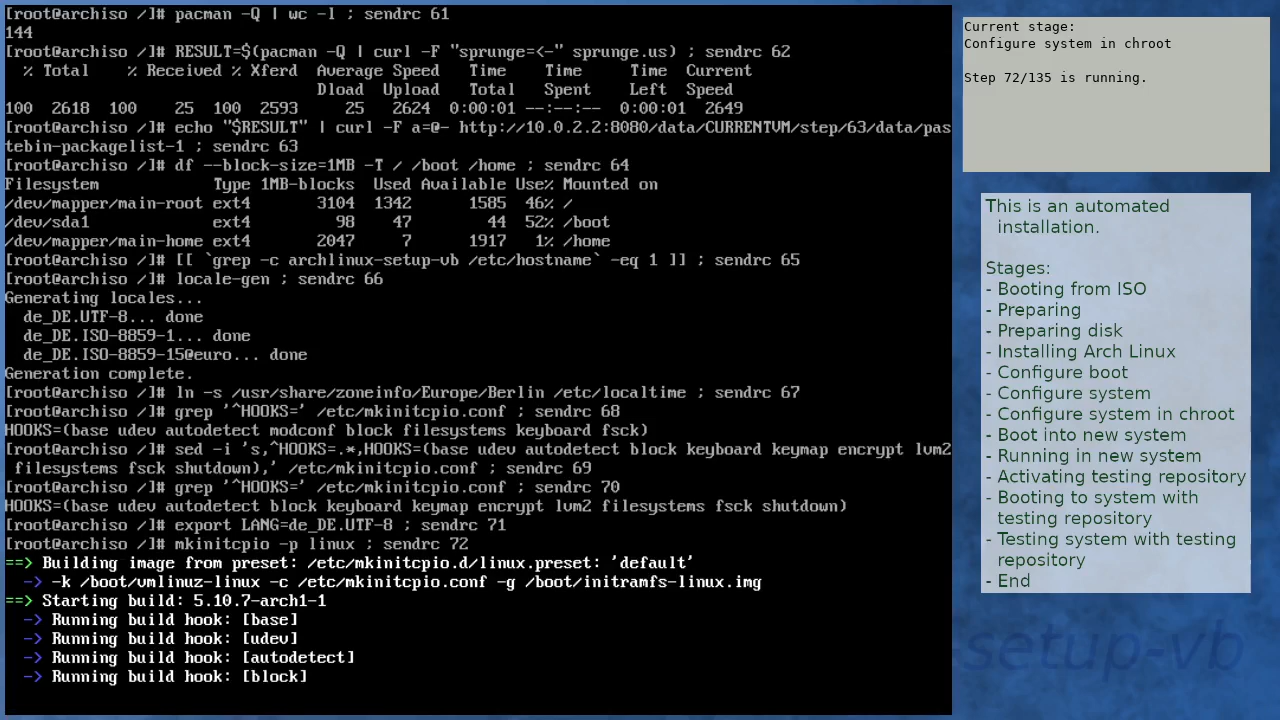 [root@archiso /]# pacman -Q | wc -l ; sendrc 61
144
[root@archiso /]# RESULT=$(pacman -Q | curl -F "sprunge=<-" sprunge.us) ; sendrc 62
  % Total    % Received % Xferd  Average Speed   Time    Time     Time  Current
                                 Dload  Upload   Total   Spent    Left  Speed
100  2618  100    25  100  2593     25   2624  0:00:01 --:--:--  0:00:01  2649
[root@archiso /]# echo "$RESULT" | curl -F a=@- http://10.0.2.2:8080/data/CURRENTVM/step/63/data/pas
tebin-packagelist-1 ; sendrc 63
[root@archiso /]# df --block-size=1MB -T / /boot /home ; sendrc 64
Filesystem            Type 1MB-blocks  Used Available Use% Mounted on
/dev/mapper/main-root ext4       3104  1342      1585  46% /
/dev/sda1             ext4         98    47        44  52% /boot
/dev/mapper/main-home ext4       2047     7      1917   1% /home
[root@archiso /]# [[ `grep -c archlinux-setup-vb /etc/hostname` -eq 1 ]] ; sendrc 65
[root@archiso /]# locale-gen ; sendrc 66
Generating locales...
  de_DE.UTF-8... done
  de_DE.ISO-8859-1... done
  de_DE.ISO-8859-15@euro... done
Generation complete.
[root@archiso /]# ln -s /usr/share/zoneinfo/Europe/Berlin /etc/localtime ; sendrc 67
[root@archiso /]# grep '^HOOKS=' /etc/mkinitcpio.conf ; sendrc 68
HOOKS=(base udev autodetect modconf block filesystems keyboard fsck)
[root@archiso /]# sed -i 's,^HOOKS=.*,HOOKS=(base udev autodetect block keyboard keymap encrypt lvm2
 filesystems fsck shutdown),' /etc/mkinitcpio.conf ; sendrc 69
[root@archiso /]# grep '^HOOKS=' /etc/mkinitcpio.conf ; sendrc 70
HOOKS=(base udev autodetect block keyboard keymap encrypt lvm2 filesystems fsck shutdown)
[root@archiso /]# export LANG=de_DE.UTF-8 ; sendrc 71
[root@archiso /]# mkinitcpio -p linux ; sendrc 72
==> Building image from preset: /etc/mkinitcpio.d/linux.preset: 'default'
  -> -k /boot/vmlinuz-linux -c /etc/mkinitcpio.conf -g /boot/initramfs-linux.img
==> Starting build: 5.10.7-arch1-1
  -> Running build hook: [base]
  -> Running build hook: [udev]
  -> Running build hook: [autodetect]
  -> Running build hook: [block]
Current stage:
Configure system in chroot
Step 72/135 is running.
This is an automated
installation.
Stages:
- Booting from ISO
- Preparing
- Preparing disk
- Installing Arch Linux
- Configure boot
- Configure system
- Configure system in chroot
- Boot into new system
- Running in new system
- Activating testing repository
- Booting to system with
testing repository
- Testing system with testing
repository
- End
-setup-vb